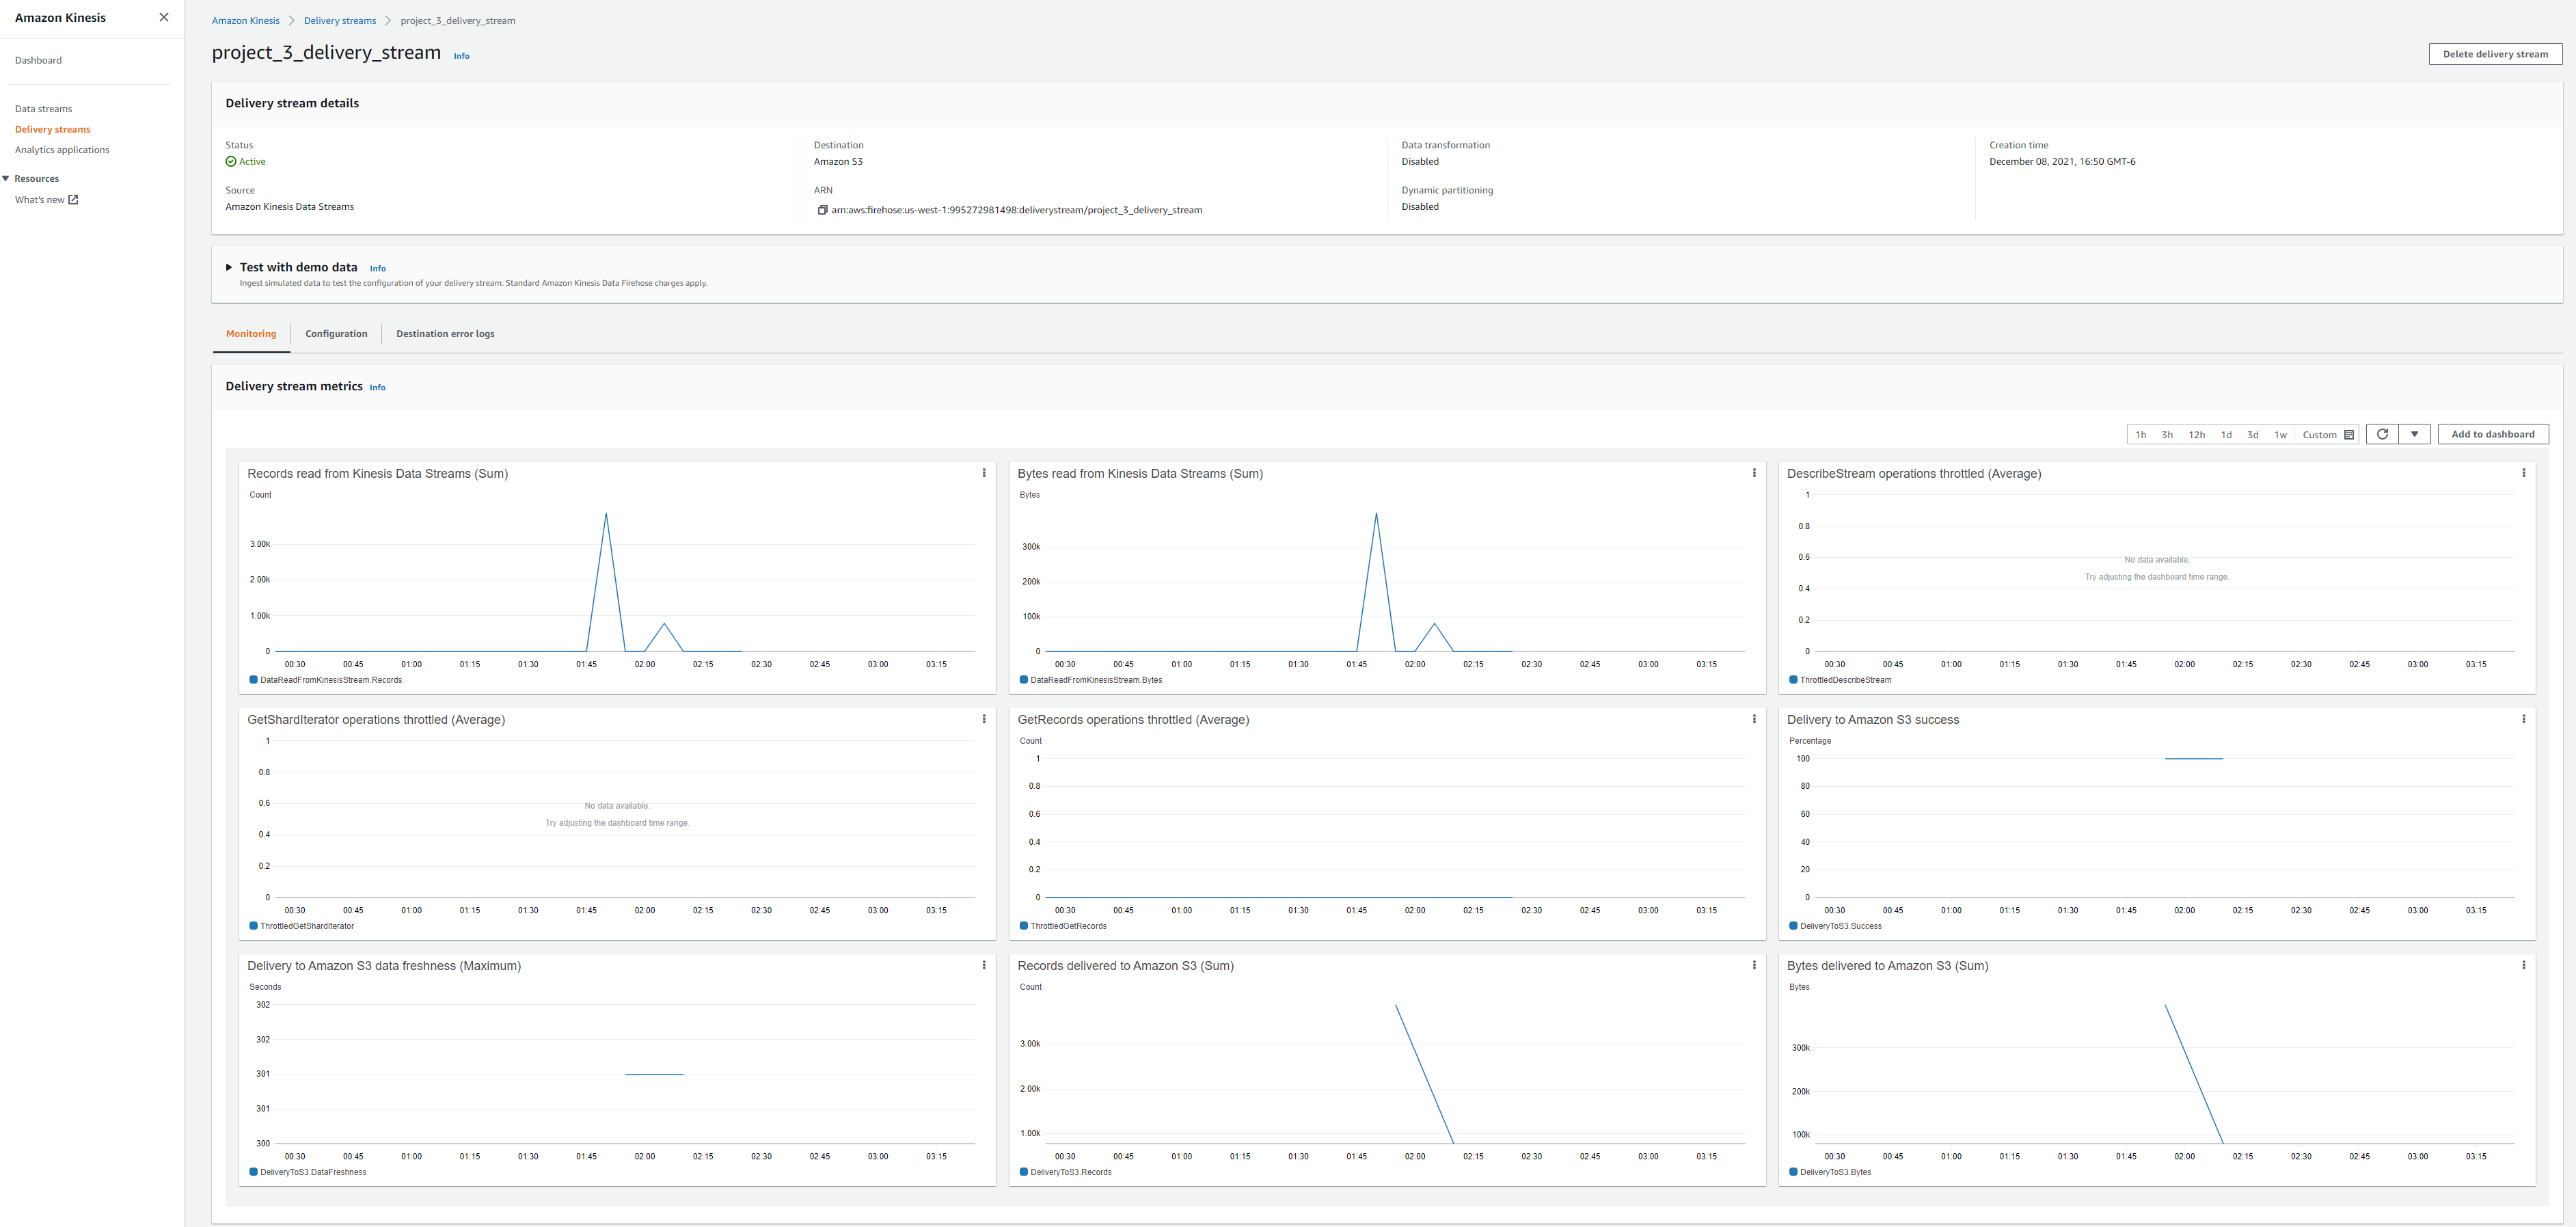 Amazon Kinesis
Dashboard
Data streams
Delivery streams
Analytics applications
Resources
What's new
Amazon Kinesis
Delivery streams
project_3_delivery_stream
project_3_delivery_stream
Info
Delete delivery stream
Delivery stream details
Status
Active
Source
Amazon Kinesis Data Streams
Destination
Amazon S3
ARN
arn:aws:firehose:us-west-1:995272981498:deliverystream/project_3_delivery_stream
Data transformation
Disabled
Dynamic partitioning
Disabled
Creation time
December 08, 2021, 16:50 GMT-6
Test with demo data Info
Ingest simulated data to test the configuration of your delivery stream. Standard Amazon Kinesis Data Firehose charges apply.
Monitoring
Configuration
Destination error logs
Delivery stream metrics Info
1h 3h 12h 1d 3d 1w Custom
Add to dashboard
Records read from Kinesis Data Streams (Sum)
Count
3.00k
2.00k
1.00k
0
00:30 00:45 01:00 01:15 01:30 01:45 02:00 02:15 02:30 02:45 03:00 03:15
DataReadFromKinesisStream.Records
Bytes read from Kinesis Data Streams (Sum)
Bytes
300k
200k
100k
0
00:30 00:45 01:00 01:15 01:30 01:45 02:00 02:15 02:30 02:45 03:00 03:15
DataReadFromKinesisStream.Bytes
DescribeStream operations throttled (Average)
1
0.8
0.6
0.4
0.2
0
No data available.
Try adjusting the dashboard time range.
00:30 00:45 01:00 01:15 01:30 01:45 02:00 02:15 02:30 02:45 03:00 03:15
ThrottledDescribeStream
GetShardIterator operations throttled (Average)
1
0.8
0.6
0.4
0.2
0
No data available.
Try adjusting the dashboard time range.
00:30 00:45 01:00 01:15 01:30 01:45 02:00 02:15 02:30 02:45 03:00 03:15
ThrottledGetShardIterator
GetRecords operations throttled (Average)
Count
1
0.8
0.6
0.4
0.2
0
00:30 00:45 01:00 01:15 01:30 01:45 02:00 02:15 02:30 02:45 03:00 03:15
ThrottledGetRecords
Delivery to Amazon S3 success
Percentage
100
80
60
40
20
0
00:30 00:45 01:00 01:15 01:30 01:45 02:00 02:15 02:30 02:45 03:00 03:15
DeliveryToS3.Success
Delivery to Amazon S3 data freshness (Maximum)
Seconds
302
302
301
301
300
00:30 00:45 01:00 01:15 01:30 01:45 02:00 02:15 02:30 02:45 03:00 03:15
DeliveryToS3.DataFreshness
Records delivered to Amazon S3 (Sum)
Count
3.00k
2.00k
1.00k
00:30 00:45 01:00 01:15 01:30 01:45 02:00 02:15 02:30 02:45 03:00 03:15
DeliveryToS3.Records
Bytes delivered to Amazon S3 (Sum)
Bytes
300k
200k
100k
00:30 00:45 01:00 01:15 01:30 01:45 02:00 02:15 02:30 02:45 03:00 03:15
DeliveryToS3.Bytes